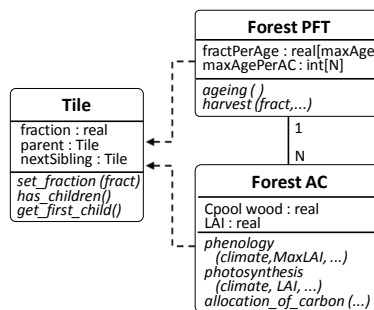 Forest PFT
fractPerAge : real[maxAge
maxAgePerAC : int[N]
ageing ( )
harvest (fract,...)
Tile
fraction : real
parent : Tile
nextSibling : Tile
set_fraction (fract)
has_children()
get_first_child()
1
N
Forest AC
Cpool wood : real
LAI : real
phenology
(climate,MaxLAI, ...)
photosynthesis
(climate, LAI, ...)
allocation_of_carbon (...)